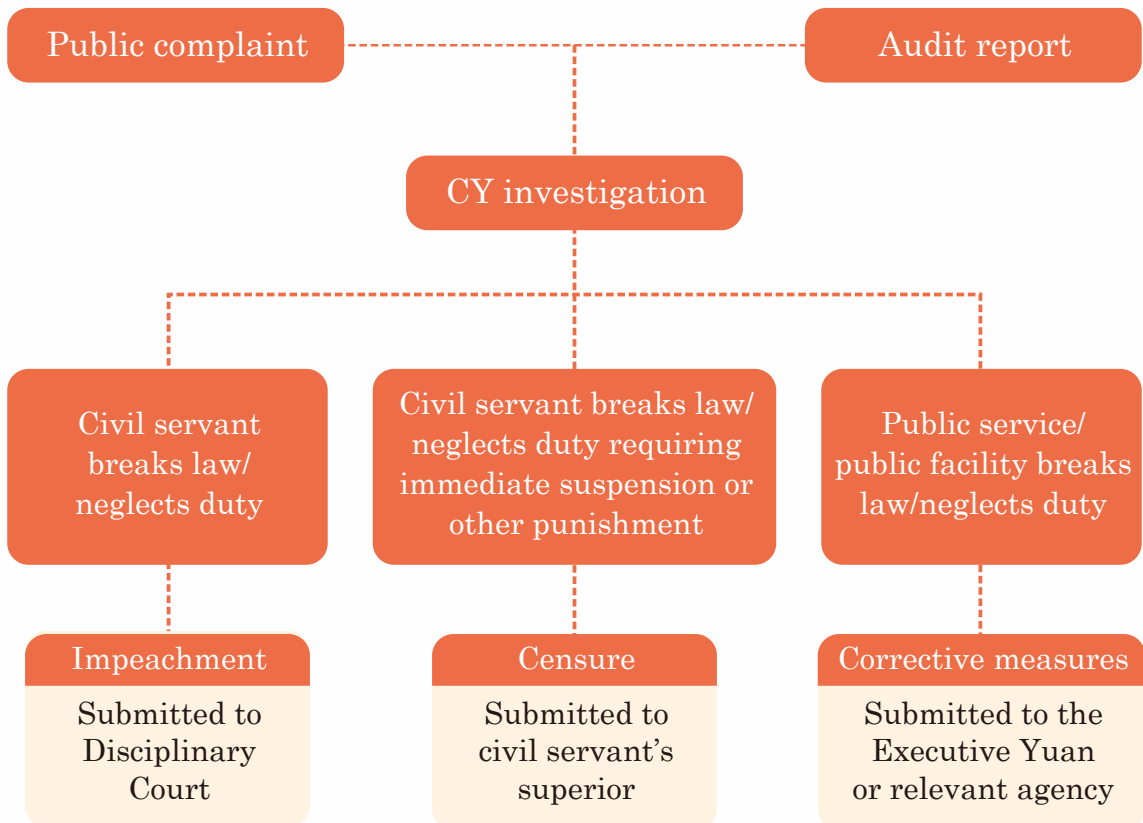 Public complaint
Audit report
CY investigation
Civil servant
breaks law/
neglects duty
Civil servant breaks law/
neglects duty requiring
immediate suspension or
other punishment
Public service/
public facility breaks
law/neglects duty
Impeachment
Submitted to
Disciplinary
Court
Censure
Submitted to
civil servant’s
superior
Corrective measures
Submitted to the
Executive Yuan
or relevant agency